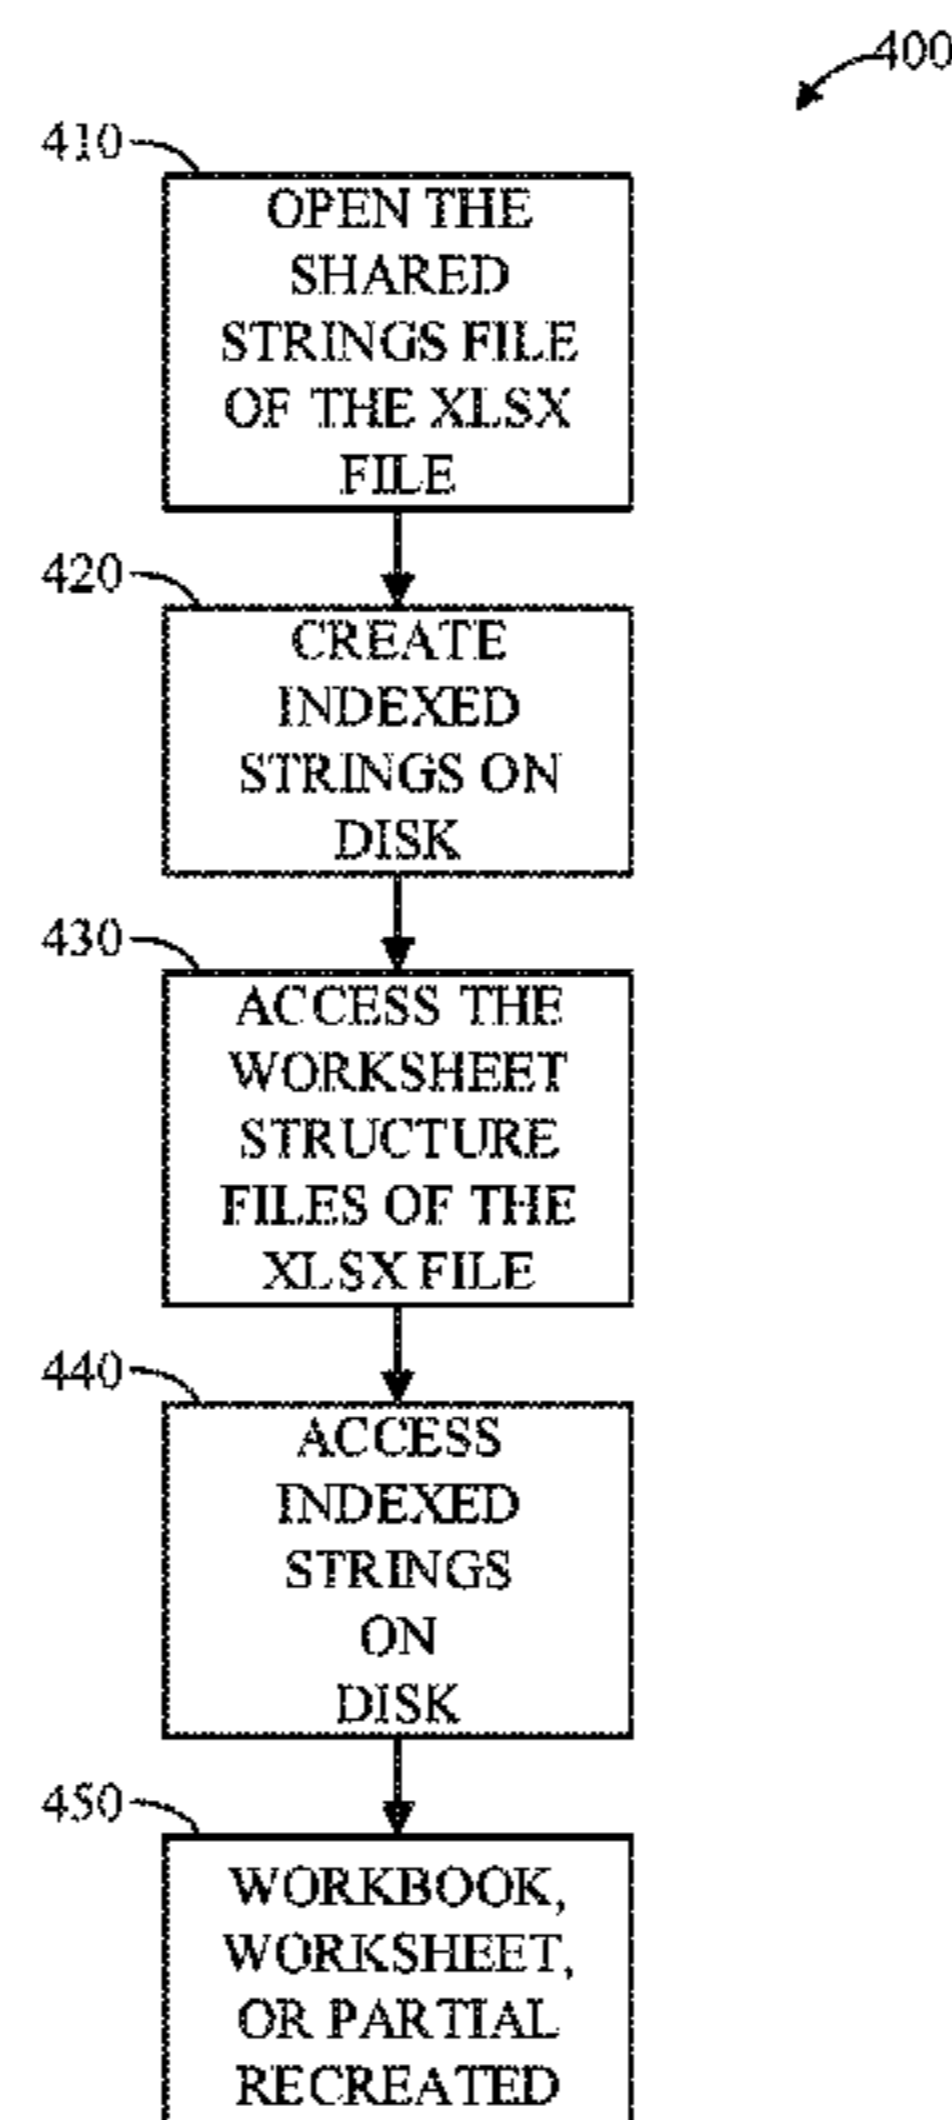 400
410
OPEN THE
SHARED
STRINGS FILE
OF THE XLSX
FILE
420
CREATE
INDEXED
STRINGS ON
DISK
430
ACCESS THE
WORKSHEET
STRUCTURE
FILES OF THE
XLSX FILE
440
ACCESS
INDEXED
STRINGS
ON
DISK
450
WORKBOOK,
WORKSHEET,
OR PARTIAL
RECREATED